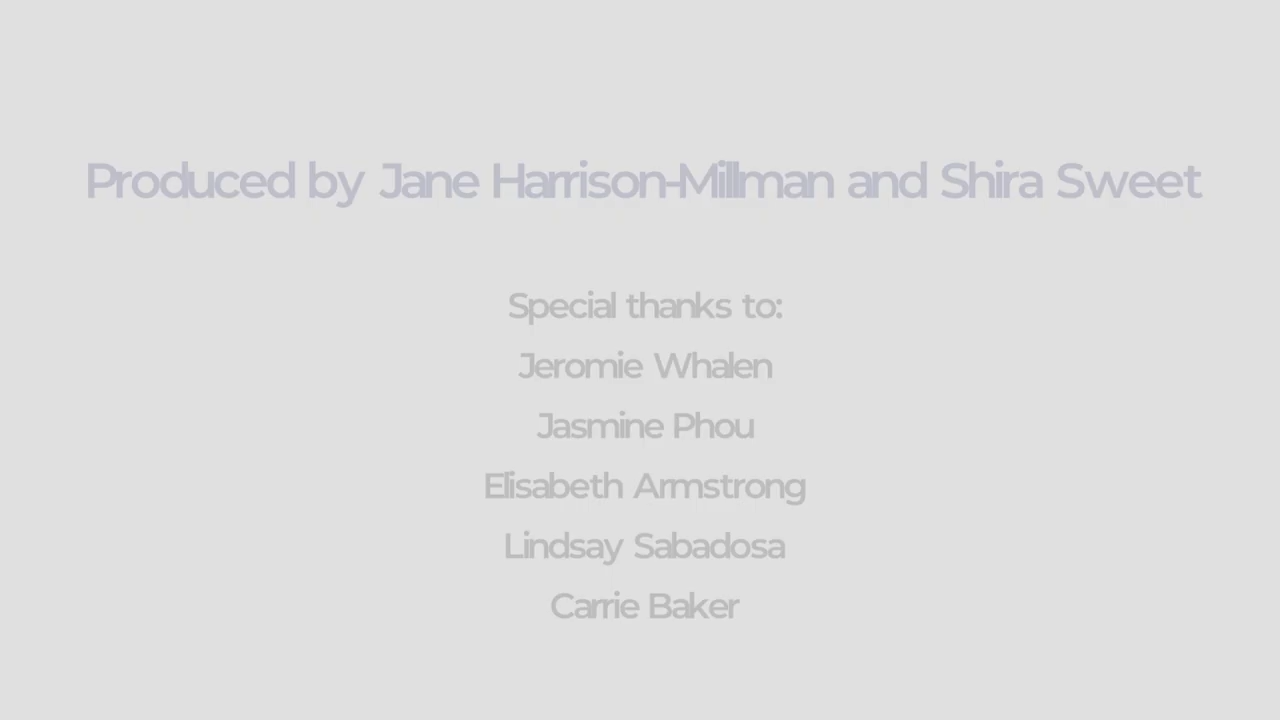 Produced by Jane Harrison-Millman and Shira Sweet
Special thanks to:
Jeromie Whalen
Jasmine Phou
Elisabeth Armstrong
Lindsay Sabadosa
Carrie Baker